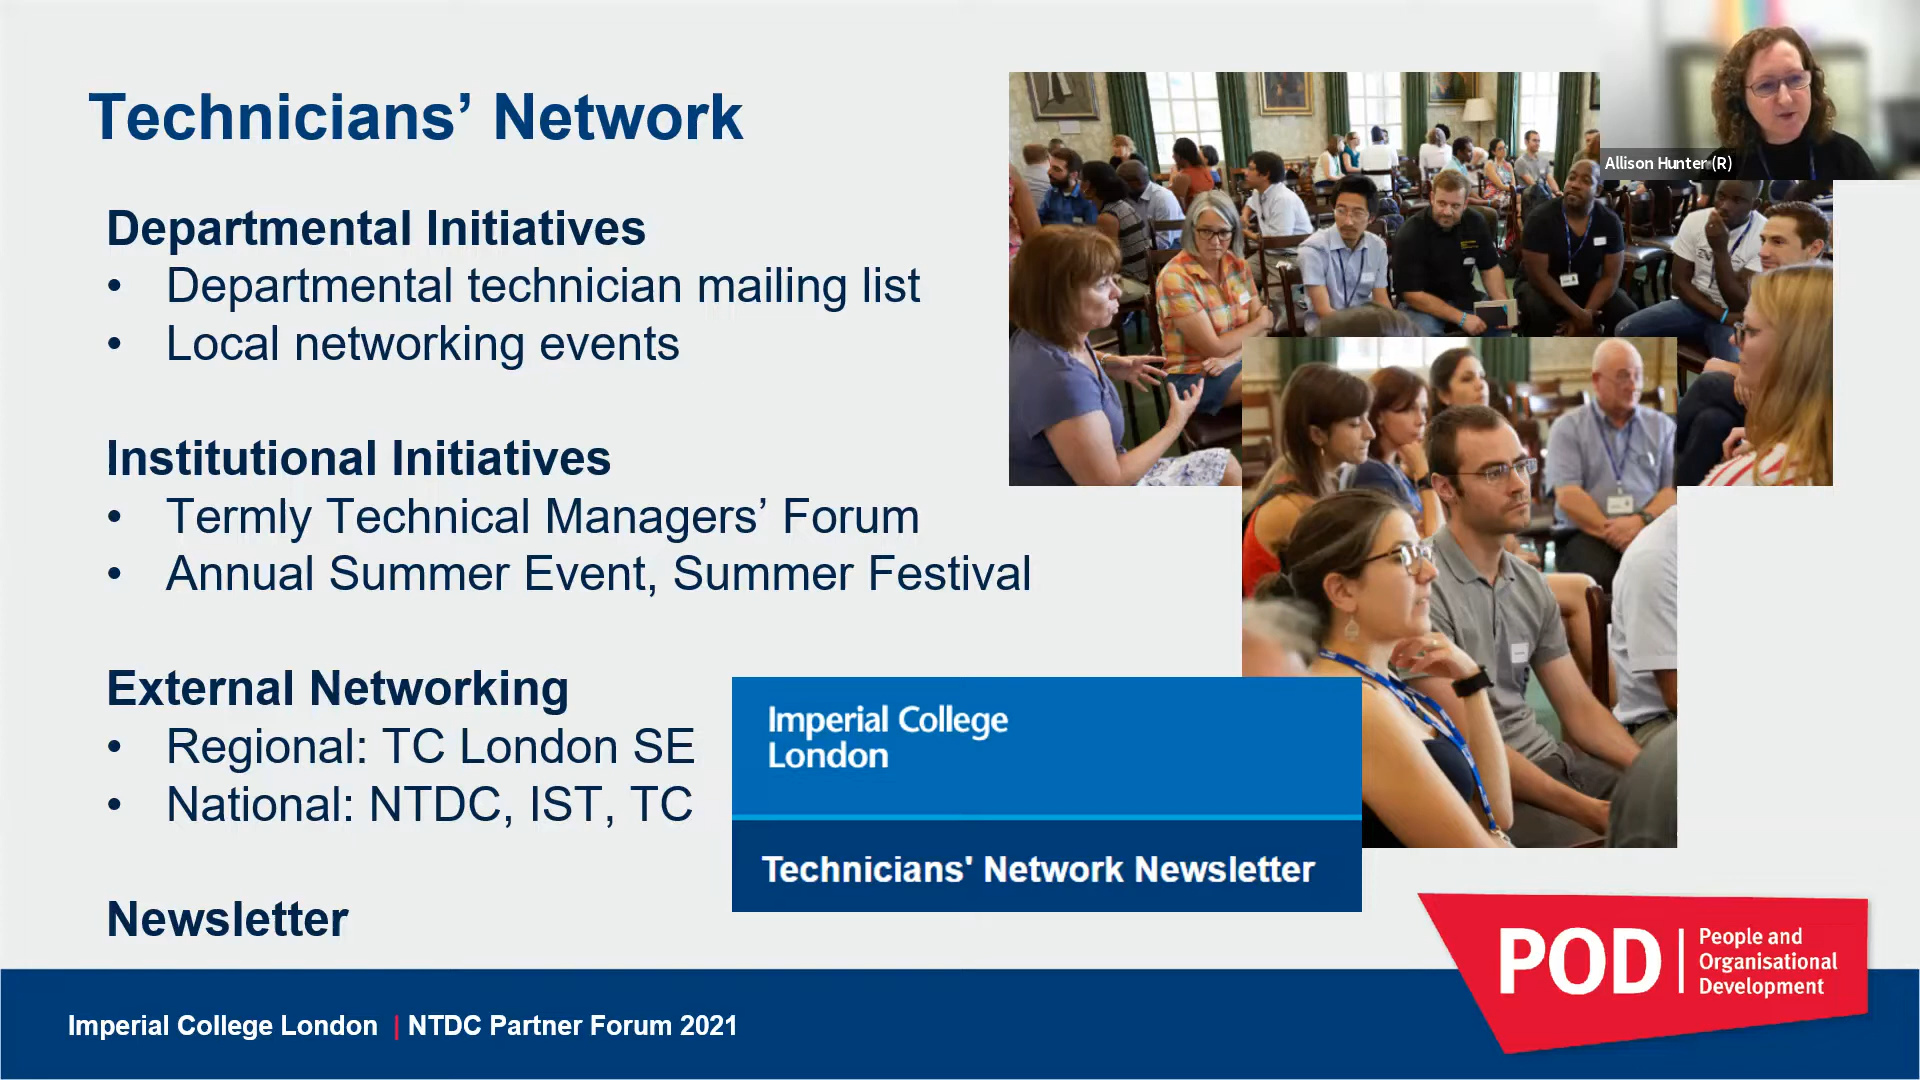 Technicians’ Network
Departmental Initiatives
• Departmental technician mailing list
• Local networking events
Institutional Initiatives
• Termly Technical Managers’ Forum
• Annual Summer Event, Summer Festival
External Networking
• Regional: TC London SE
• National: NTDC, IST, TC
Newsletter
Allison Hunter (R)
Imperial College
London
Technicians' Network Newsletter
POD
People and
Organisational
Development
Imperial College London | NTDC Partner Forum 2021